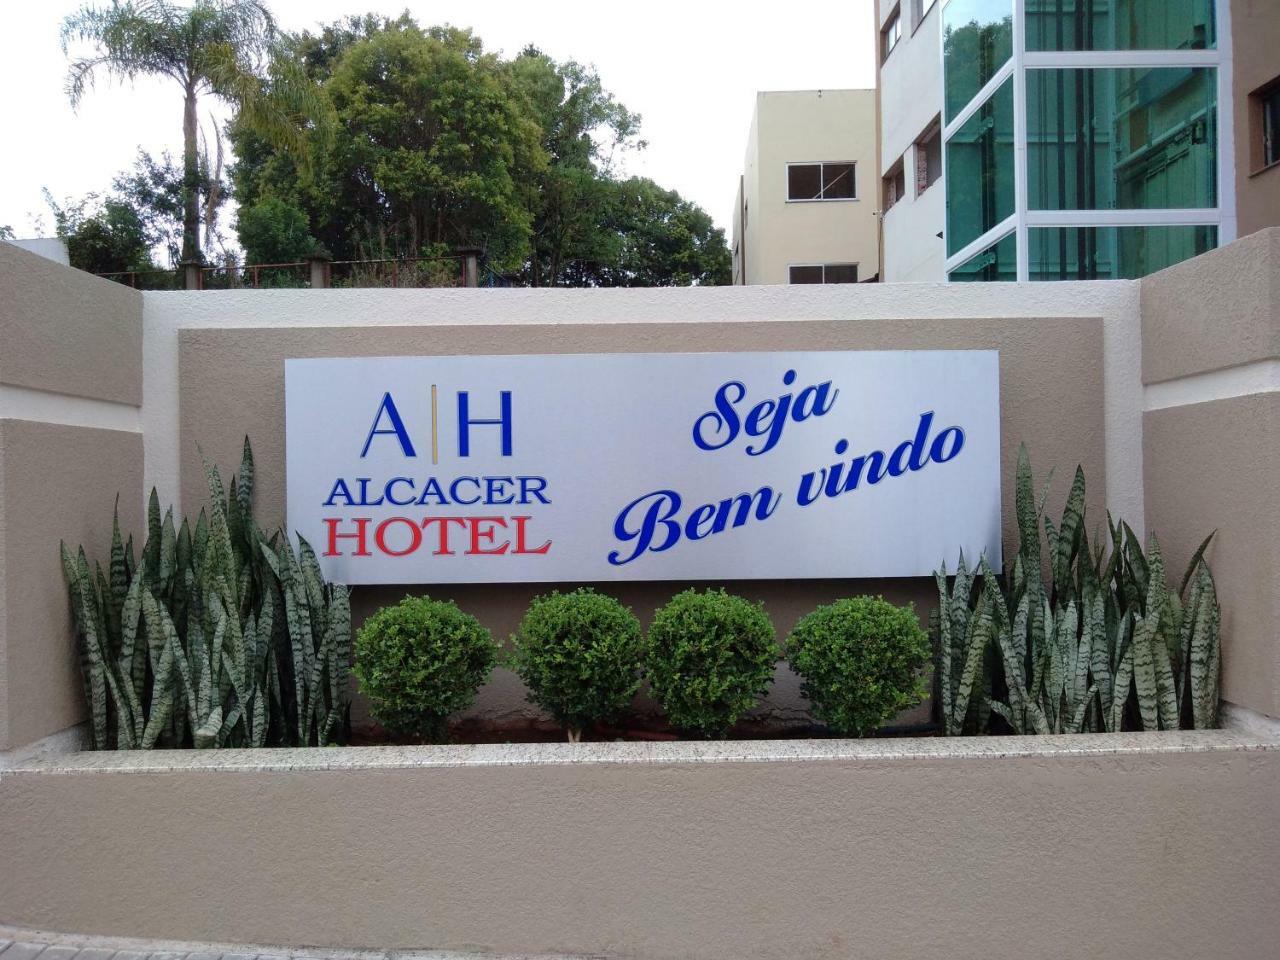 A|H
ALCACER
HOTEL
Seja
Bem vindo